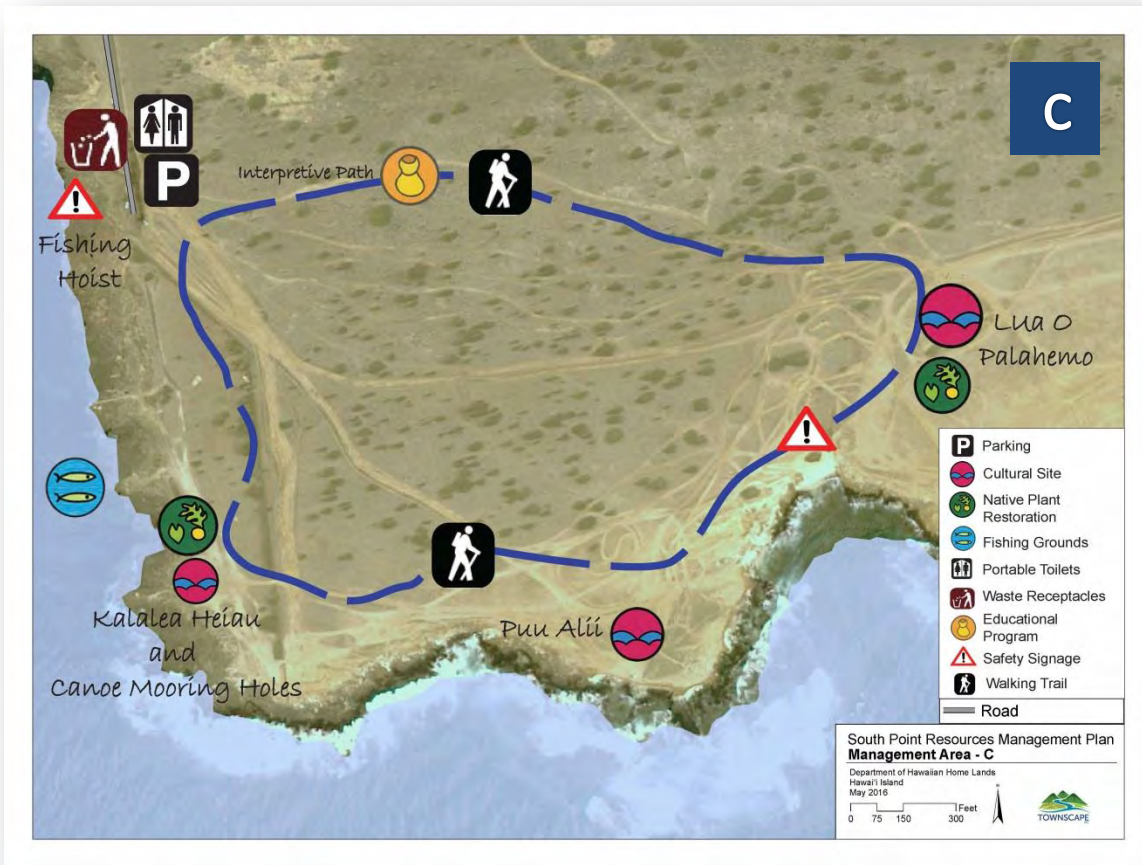 C
P
Interpretive Path
Fishing
Hoist
Lua O
Palahemo
Kalalea Heiau
and
Canoe Mooring Holes
Puu Alii
P Parking
Cultural Site
Native Plant
Restoration
Fishing Grounds
Portable Toilets
Waste Receptacles
Educational
Program
! Safety Signage
Walking Trail
Road
South Point Resources Management Plan
Management Area - C
Department of Hawaiian Home Lands
Hawai'i Island
May 2016
Feet
0 75 150 300
TOWNSCAPE